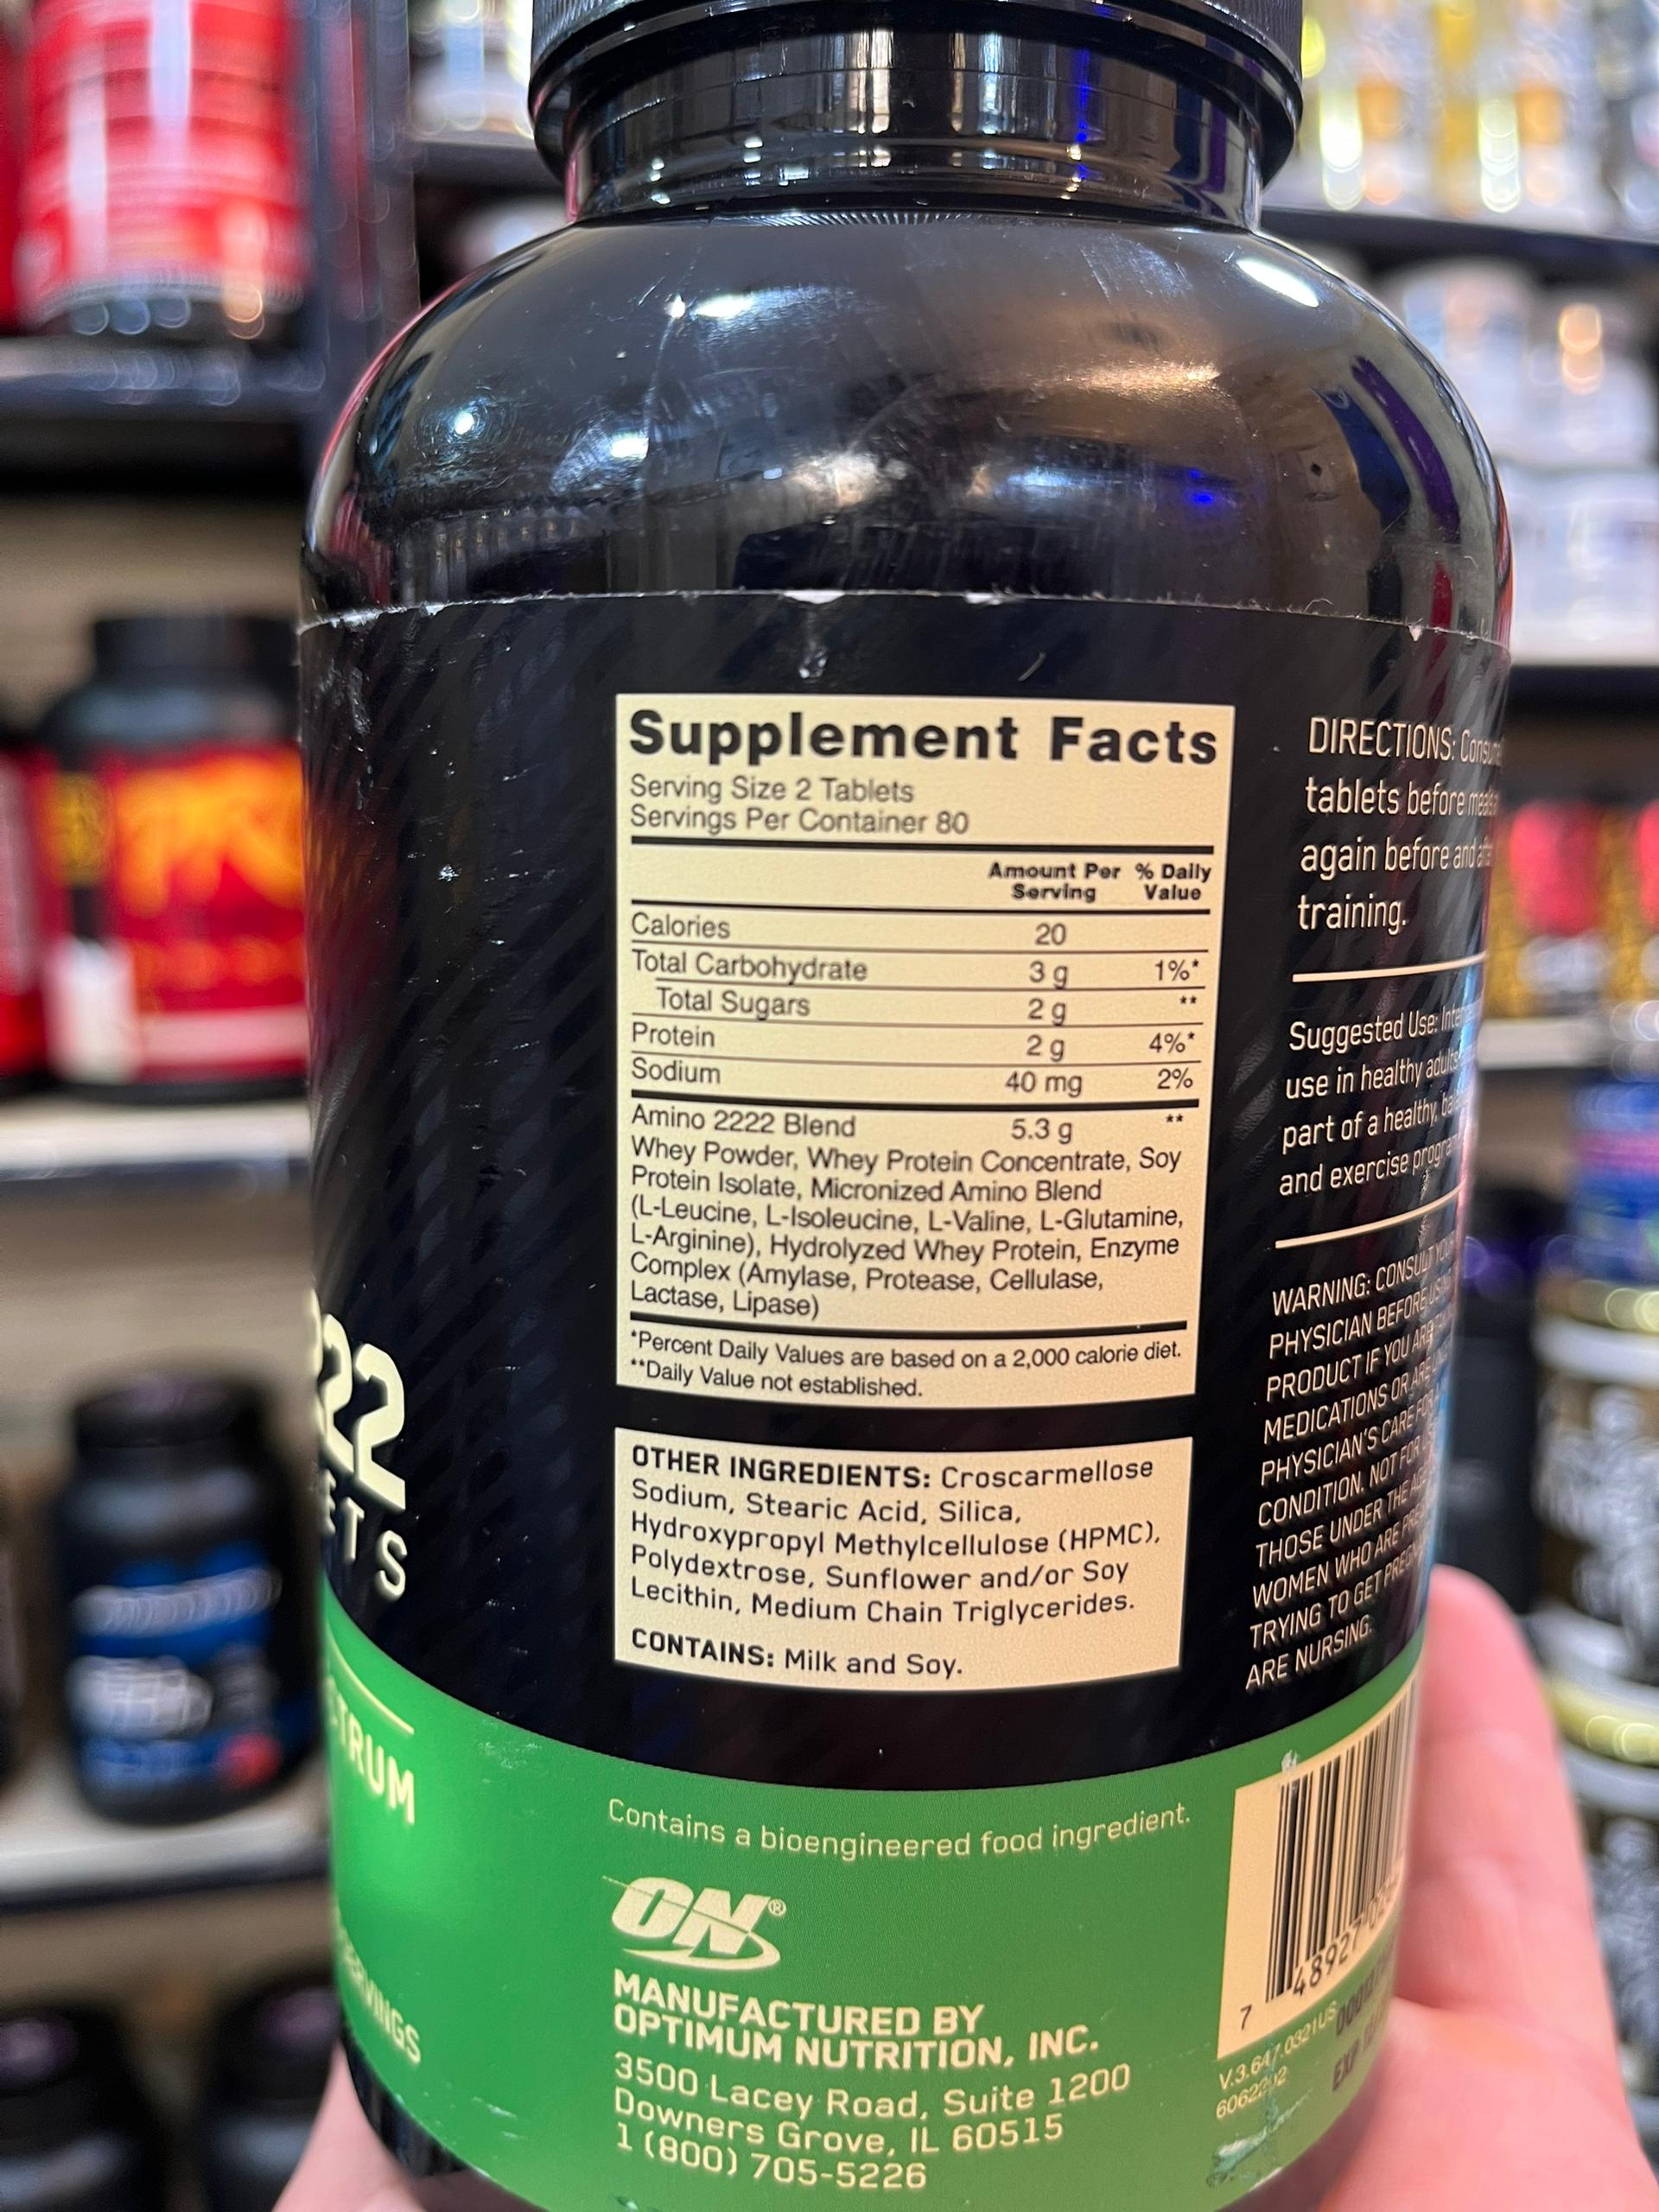 Supplement Facts
Serving Size 2 Tablets
Servings Per Container 80
Amount Per Serving % Daily Value
Calories 20
Total Carbohydrate 3 g 1%*
Total Sugars 2 g **
Protein 2 g 4%*
Sodium 40 mg 2%
Amino 2222 Blend 5.3 g **
Whey Powder, Whey Protein Concentrate, Soy
Protein Isolate, Micronized Amino Blend
(L-Leucine, L-Isoleucine, L-Valine, L-Glutamine,
L-Arginine), Hydrolyzed Whey Protein, Enzyme
Complex (Amylase, Protease, Cellulase,
Lactase, Lipase)
*Percent Daily Values are based on a 2,000 calorie diet.
**Daily Value not established.
OTHER INGREDIENTS: Croscarmellose
Sodium, Stearic Acid, Silica,
Hydroxypropyl Methylcellulose (HPMC),
Polydextrose, Sunflower and/or Soy
Lecithin, Medium Chain Triglycerides.
CONTAINS: Milk and Soy.
Contains a bioengineered food ingredient.
ON®
MANUFACTURED BY
OPTIMUM NUTRITION, INC.
3500 Lacey Road, Suite 1200
Downers Grove, IL 60515
1 (800) 705-5226
DIRECTIONS:
tablets before
again before and
training.
Suggested Use:
use in healthy
part of a healthy,
and exercise
WARNING: CONSULT
PHYSICIAN BEFORE
PRODUCT IF YOU
MEDICATIONS OR
PHYSICIAN'S CARE
CONDITION. NOT FOR
THOSE UNDER THE
WOMEN WHO ARE
TRYING TO GET
ARE NURSING.
7 48927
V.3.647.0321US
EXP